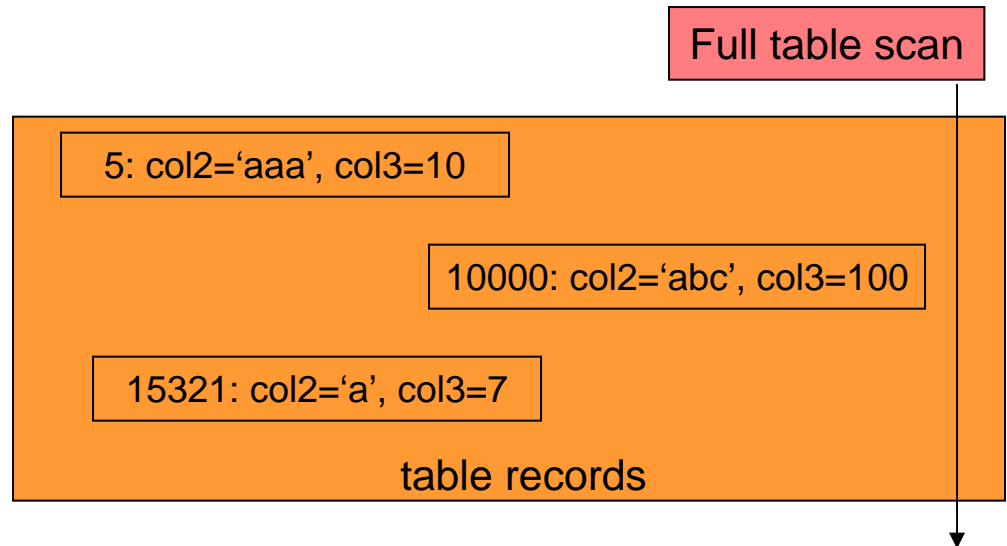 Full table scan
5: col2=‘aaa’, col3=10
10000: col2=‘abc’, col3=100
15321: col2=‘a’, col3=7
table records